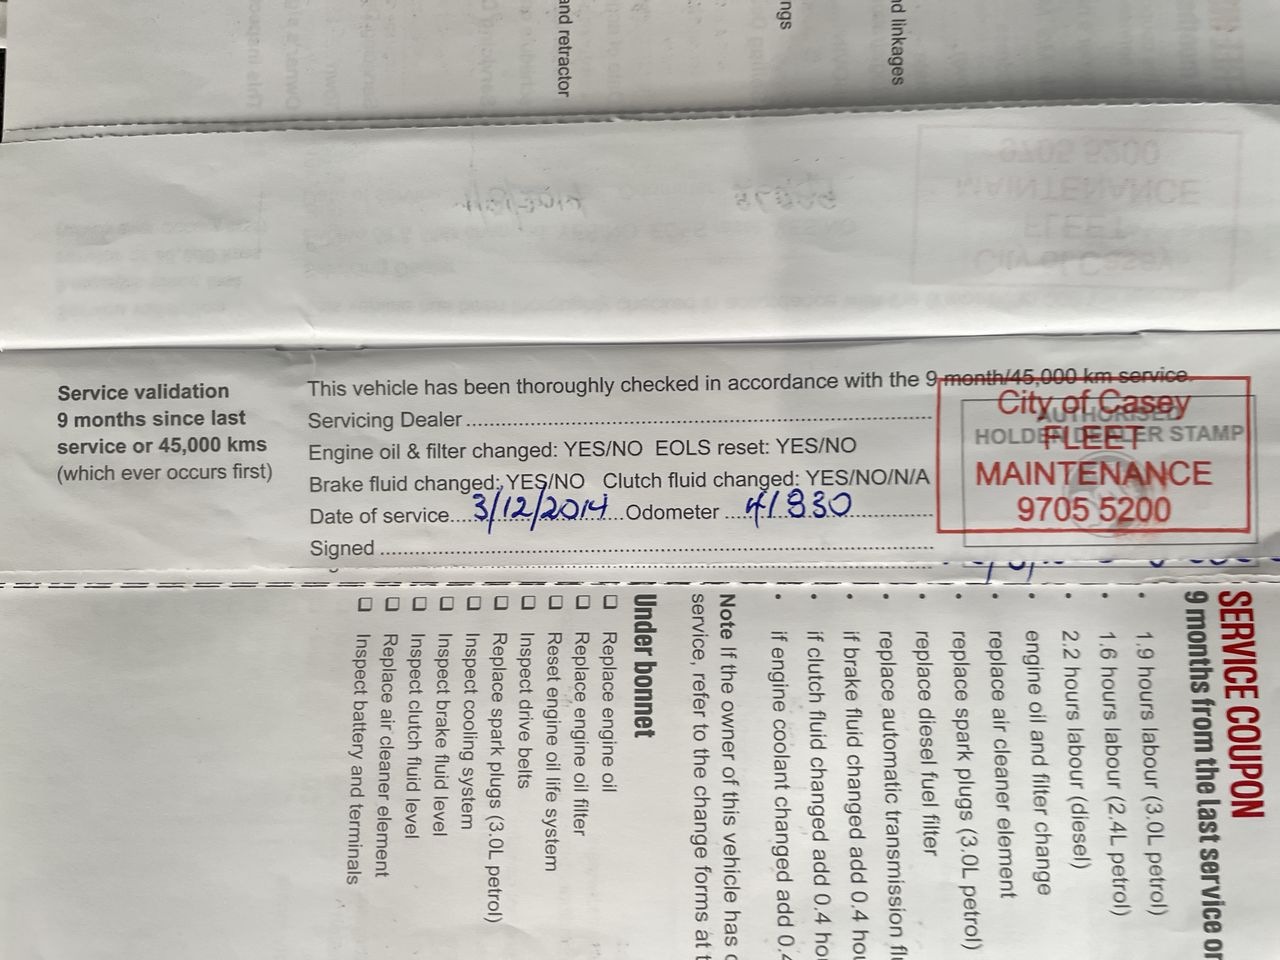 and retractor
ngs
nd linkages
Service validation
9 months since last
service or 45,000 kms
(which ever occurs first)
This vehicle has been thoroughly checked in accordance with the 9 month/45,000 km service.
Servicing Dealer
Engine oil & filter changed: YES/NO EOLS reset: YES/NO
Brake fluid changed: YES/NO Clutch fluid changed: YES/NO/N/A
Date of service 3/12/2014 Odometer 41830
Signed
AUTHORISED
HOLDEN DEALER STAMP
City of Casey
FLEET
MAINTENANCE
9705 5200
SERVICE COUPON
9 months from the last service or
• 1.9 hours labour (3.0L petrol)
• 1.6 hours labour (2.4L petrol)
• 2.2 hours labour (diesel)
• engine oil and filter change
• replace air cleaner element
• replace spark plugs (3.0L petrol)
• replace diesel fuel filter
• replace automatic transmission flu
• if brake fluid changed add 0.4 hou
• if clutch fluid changed add 0.4 hou
• if engine coolant changed add 0.4
Note If the owner of this vehicle has
service, refer to the change forms at t
Under bonnet
Replace engine oil
Replace engine oil filter
Reset engine oil life system
Inspect drive belts
Replace spark plugs (3.0L petrol)
Inspect cooling system
Inspect brake fluid level
Inspect clutch fluid level
Replace air cleaner element
Inspect battery and terminals